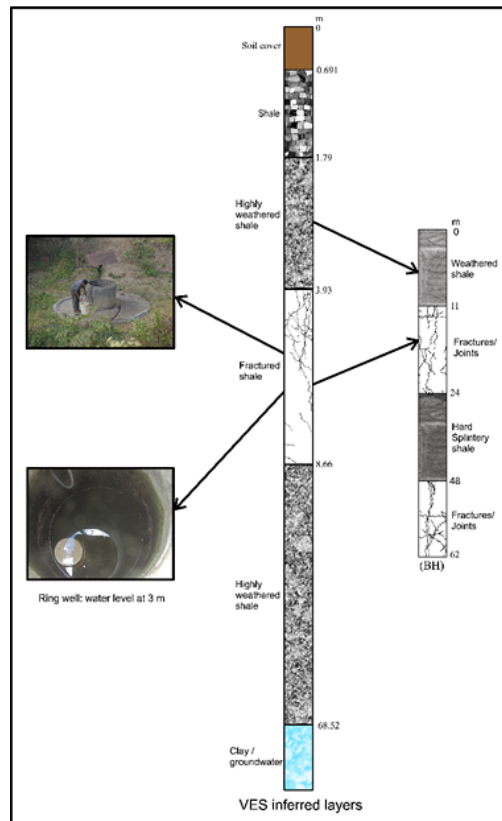 m
0
Soil cover
0.691
Shale
1.79
Highly
weathered
shale
3.93
Fractured
shale
8.66
Highly
weathered
shale
68.52
Clay /
groundwater
VES inferred layers
m
0
Weathered
shale
11
Fractures/
Joints
24
Hard
Splintery
shale
48
Fractures/
Joints
62
(BH)
Ring well: water level at 3 m